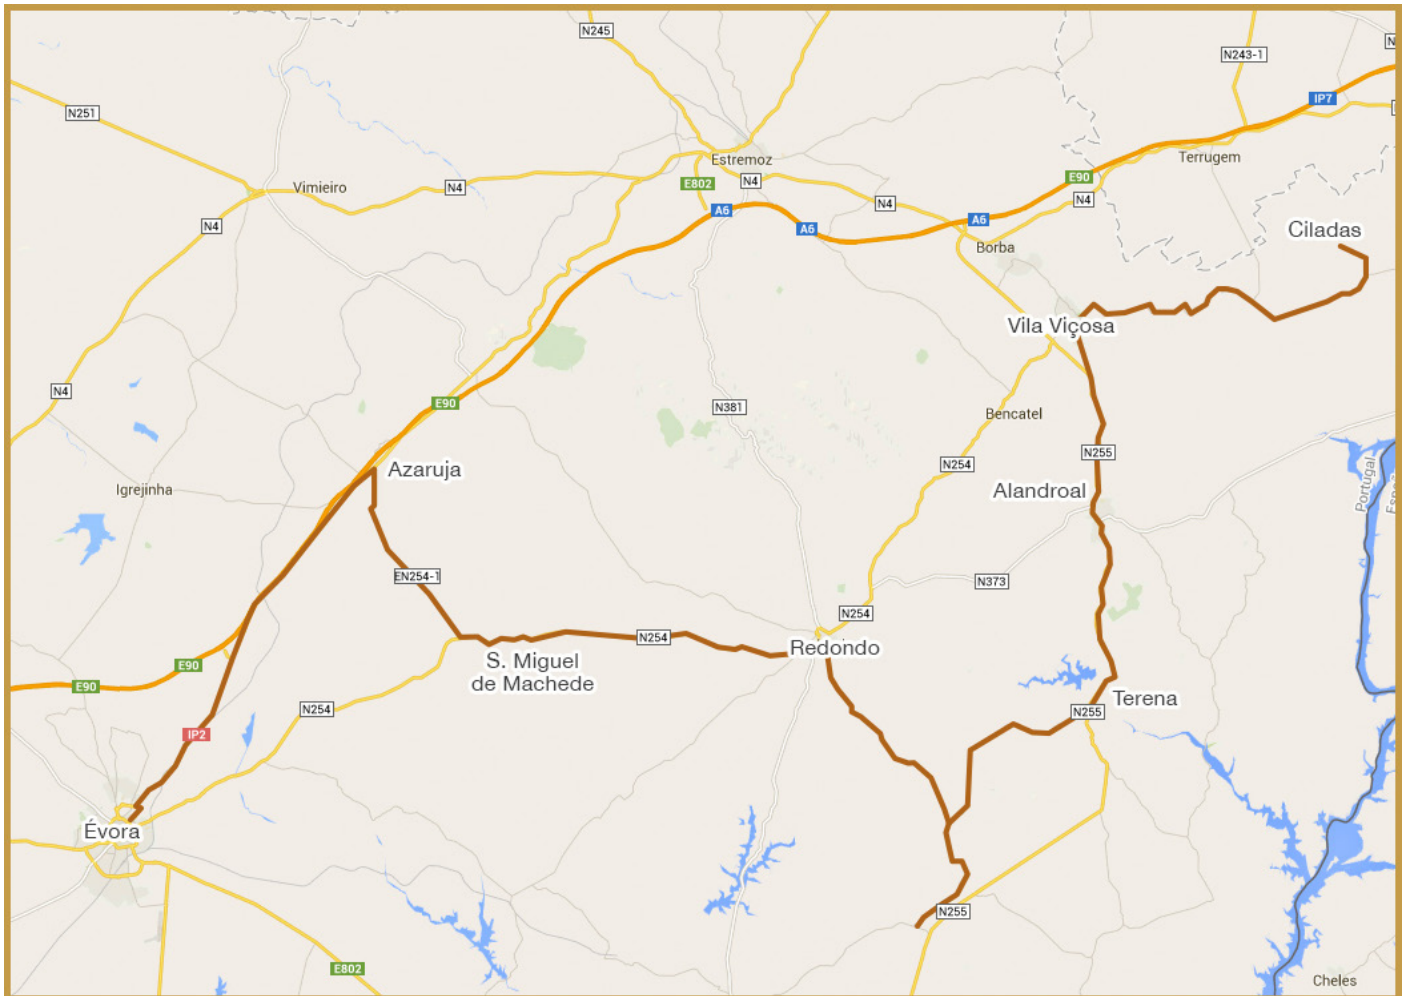 N245
N243-1
N
IP7
N251
Estremoz
Terrugem
E90
Vimieiro
N4
E802
N4
N4
N4
A6
N4
A6
A6
Ciladas
Borba
Vila Viçosa
N4
E90
N381
Bencatel
N255
Azaruja
N254
Igrejinha
Alandroal
Portugal
Espa
EN254-1
N373
N254
N254
Redondo
S. Miguel
de Machede
E90
E90
Terena
N254
N255
IP2
Évora
N255
E802
Cheles